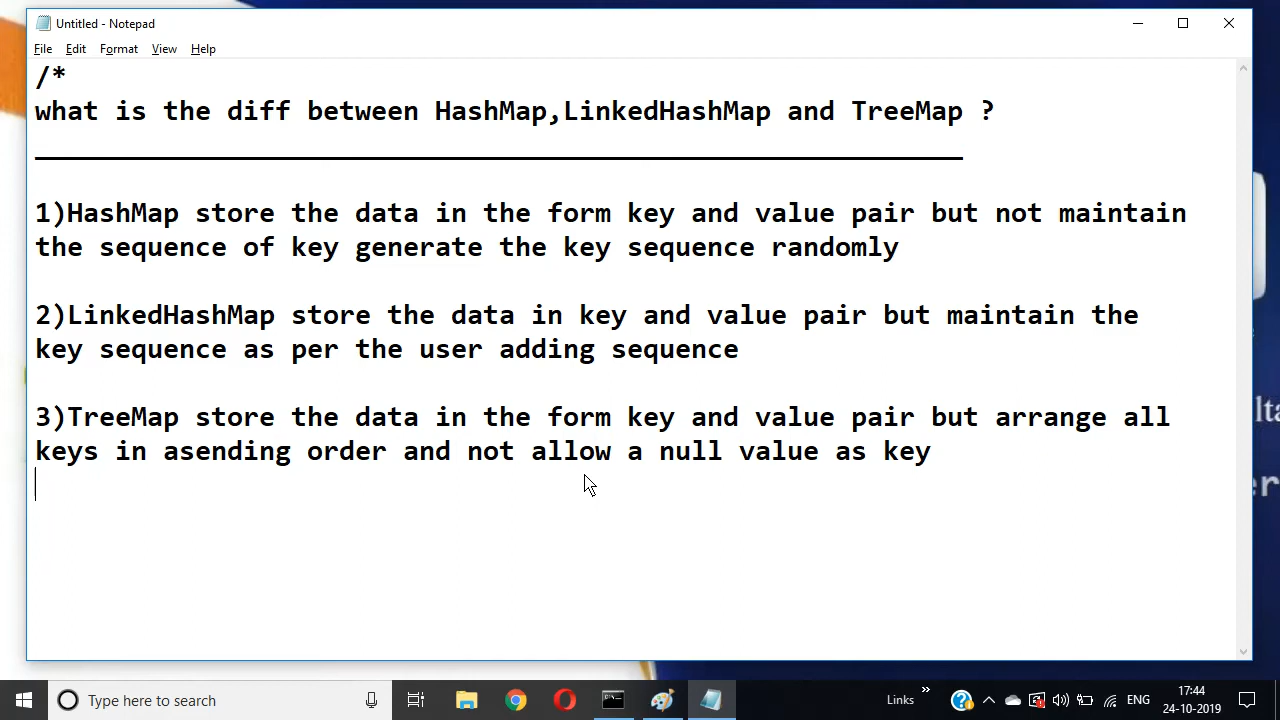 Untitled - Notepad
File Edit Format View Help
/*
what is the diff between HashMap,LinkedHashMap and TreeMap ?
1)HashMap store the data in the form key and value pair but not maintain
the sequence of key generate the key sequence randomly
2)LinkedHashMap store the data in key and value pair but maintain the
key sequence as per the user adding sequence
3)TreeMap store the data in the form key and value pair but arrange all
keys in asending order and not allow a null value as key
Type here to search
Links » ENG
17:44
24-10-2019